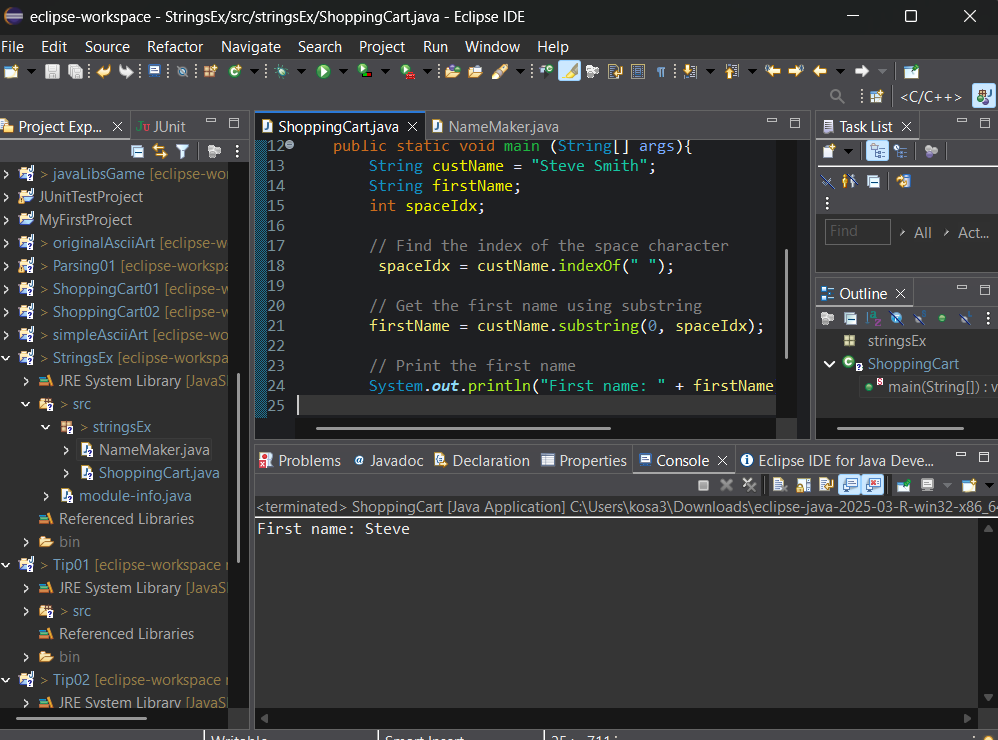 eclipse-workspace - StringsEx/src/stringsEx/ShoppingCart.java - Eclipse IDE
File Edit Source Refactor Navigate Search Project Run Window Help
<C/C++>
Project Exp...
JUnit
> javaLibsGame [eclipse-wo
JUnitTestProject
MyFirstProject
> originalAsciiArt [eclipse-w
> Parsing01 [eclipse-workspa
> ShoppingCart01 [eclipse-w
> ShoppingCart02 [eclipse-w
> simpleAsciiArt [eclipse-wo
> StringsEx [eclipse-workspa
JRE System Library [JavaS
> src
> stringsEx
NameMaker.java
ShoppingCart.java
module-info.java
Referenced Libraries
bin
> Tip01 [eclipse-workspace
JRE System Library [JavaS
> src
Referenced Libraries
bin
> Tip02 [eclipse-workspace
JRE System Library [JavaS
ShoppingCart.java
NameMaker.java
12 public static void main (String[] args){
13 String custName = "Steve Smith";
14 String firstName;
15 int spaceIdx;
16
17 // Find the index of the space character
18 spaceIdx = custName.indexOf(" ");
19
20 // Get the first name using substring
21 firstName = custName.substring(0, spaceIdx);
22
23 // Print the first name
24 System.out.println("First name: " + firstName
25
Task List
Find
All
Act...
Outline
stringsEx
ShoppingCart
main(String[]) : v
Problems
Javadoc
Declaration
Properties
Console
Eclipse IDE for Java Deve...
<terminated> ShoppingCart [Java Application] C:\Users\kosa3\Downloads\eclipse-java-2025-03-R-win32-x86_6
First name: Steve
Writable
Smart Insert